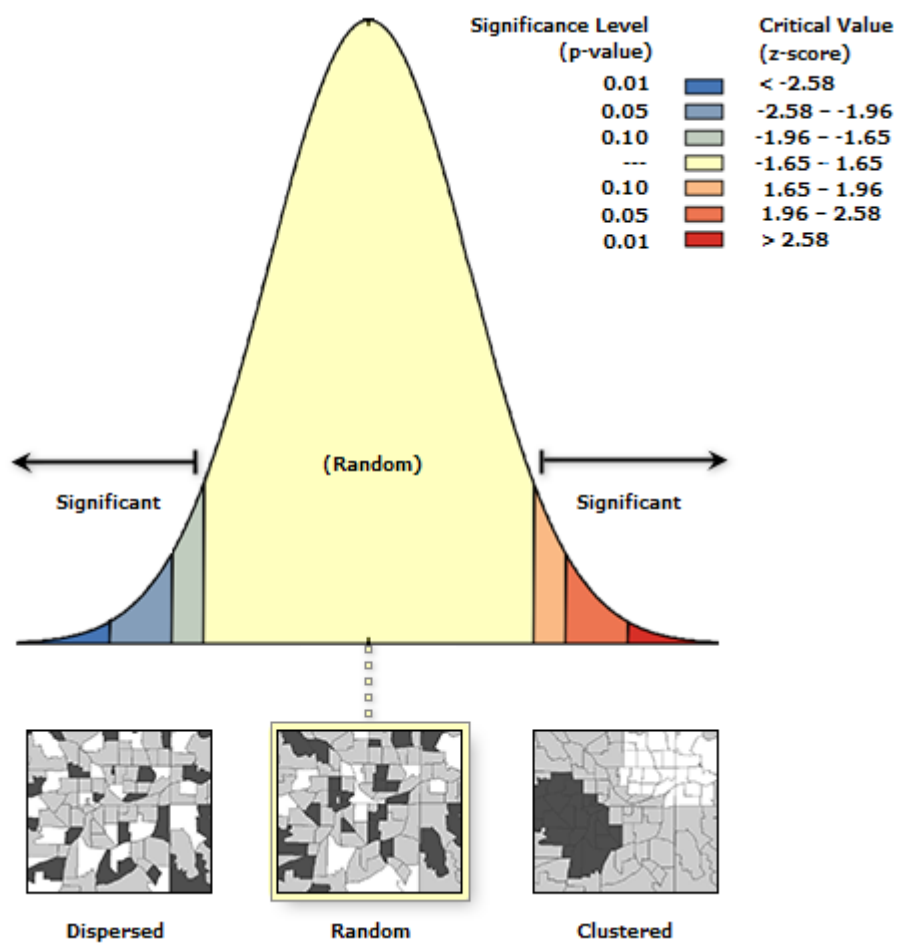 Significance Level Critical Value
(p-value) (z-score)
0.01 < -2.58
0.05 -2.58 – -1.96
0.10 -1.96 – -1.65
--- -1.65 – 1.65
0.10 1.65 – 1.96
0.05 1.96 – 2.58
0.01 > 2.58
(Random)
Significant Significant
Dispersed Random Clustered